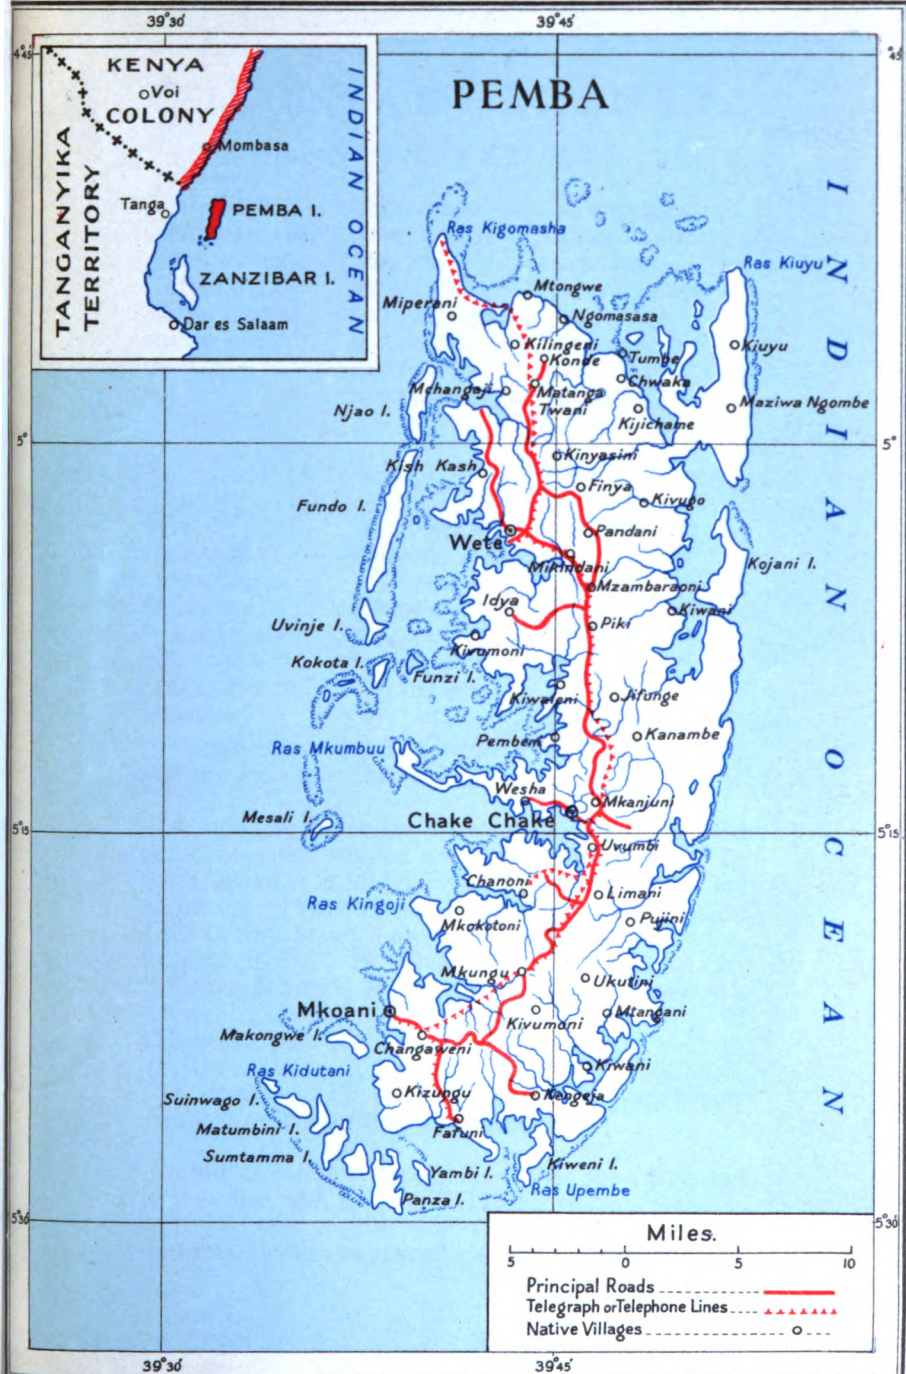 39°30'
39°45'
4°45'
4°45'
PEMBA
KENYA
Voi
COLONY
Mombasa
TANGANYIKA
TERRITORY
Tanga
PEMBA I.
ZANZIBAR I.
Dar es Salaam
INDIAN OCEAN
INDIAN OCEAN
Ras Kigomasha
Ras Kiuyu
Mtongwe
Miperani
Ngomasasa
Kilingeni
Konde
Tumbe
Kiuyu
Chwaka
Mchangaji
Matanga
Twani
Maziwa Ngombe
Njao I.
Kijichame
5°
5°
Kinyasini
Kish Kash
Finya
Kivugo
Fundo I.
Wete
Pandani
Mikindani
Kojani I.
Mzambaraoni
Idya
Kiwani
Uvinje I.
Piki
Kivumoni
Kokota I.
Funzi I.
Kiwaleni
Jifunge
Ras Mkumbuu
Pembeni
Kanambe
Wesha
Mkanjuni
Mesali I.
Chake Chake
5°15'
5°15'
Uvumbi
Chanoni
Limani
Ras Kingoji
Mkokotoni
Pujini
Mkungu
Ukutini
Mkoani
Kivumoni
Mtangani
Makongwe I.
Changaweni
Ras Kidutani
Kiwani
Suinwago I.
Kizungu
Kengeja
Matumbini I.
Faruni
Sumtamma I.
Yambi I.
Kiweni I.
Panza I.
Ras Upembe
5°30'
5°30'
Miles.
5 0 5 10
Principal Roads
Telegraph or Telephone Lines
Native Villages
39°30'
39°45'